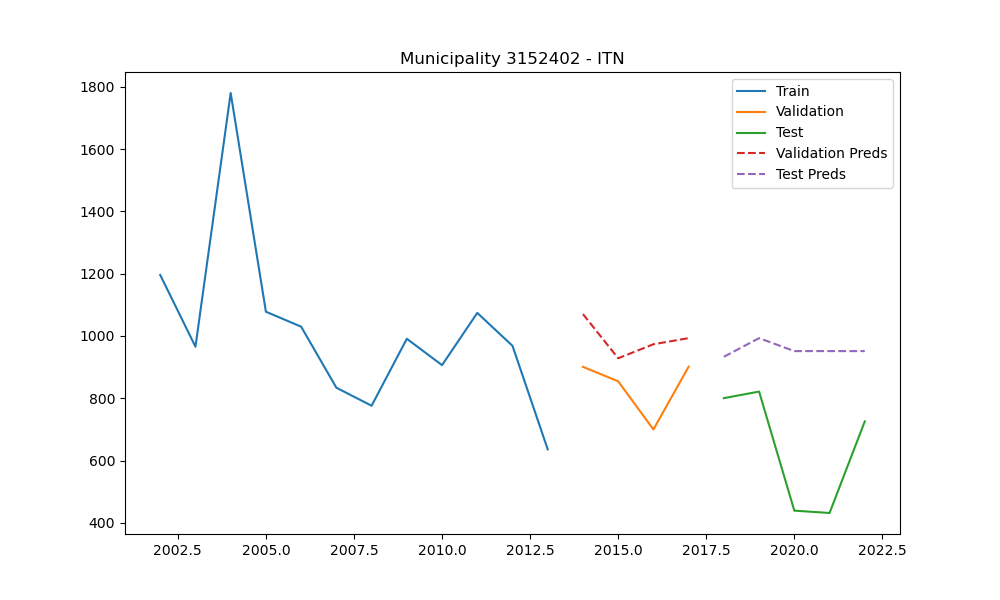 Municipality 3152402 - ITN
Train
Validation
Test
Validation Preds
Test Preds
1800
1600
1400
1200
1000
800
600
400
2002.5 2005.0 2007.5 2010.0 2012.5 2015.0 2017.5 2020.0 2022.5